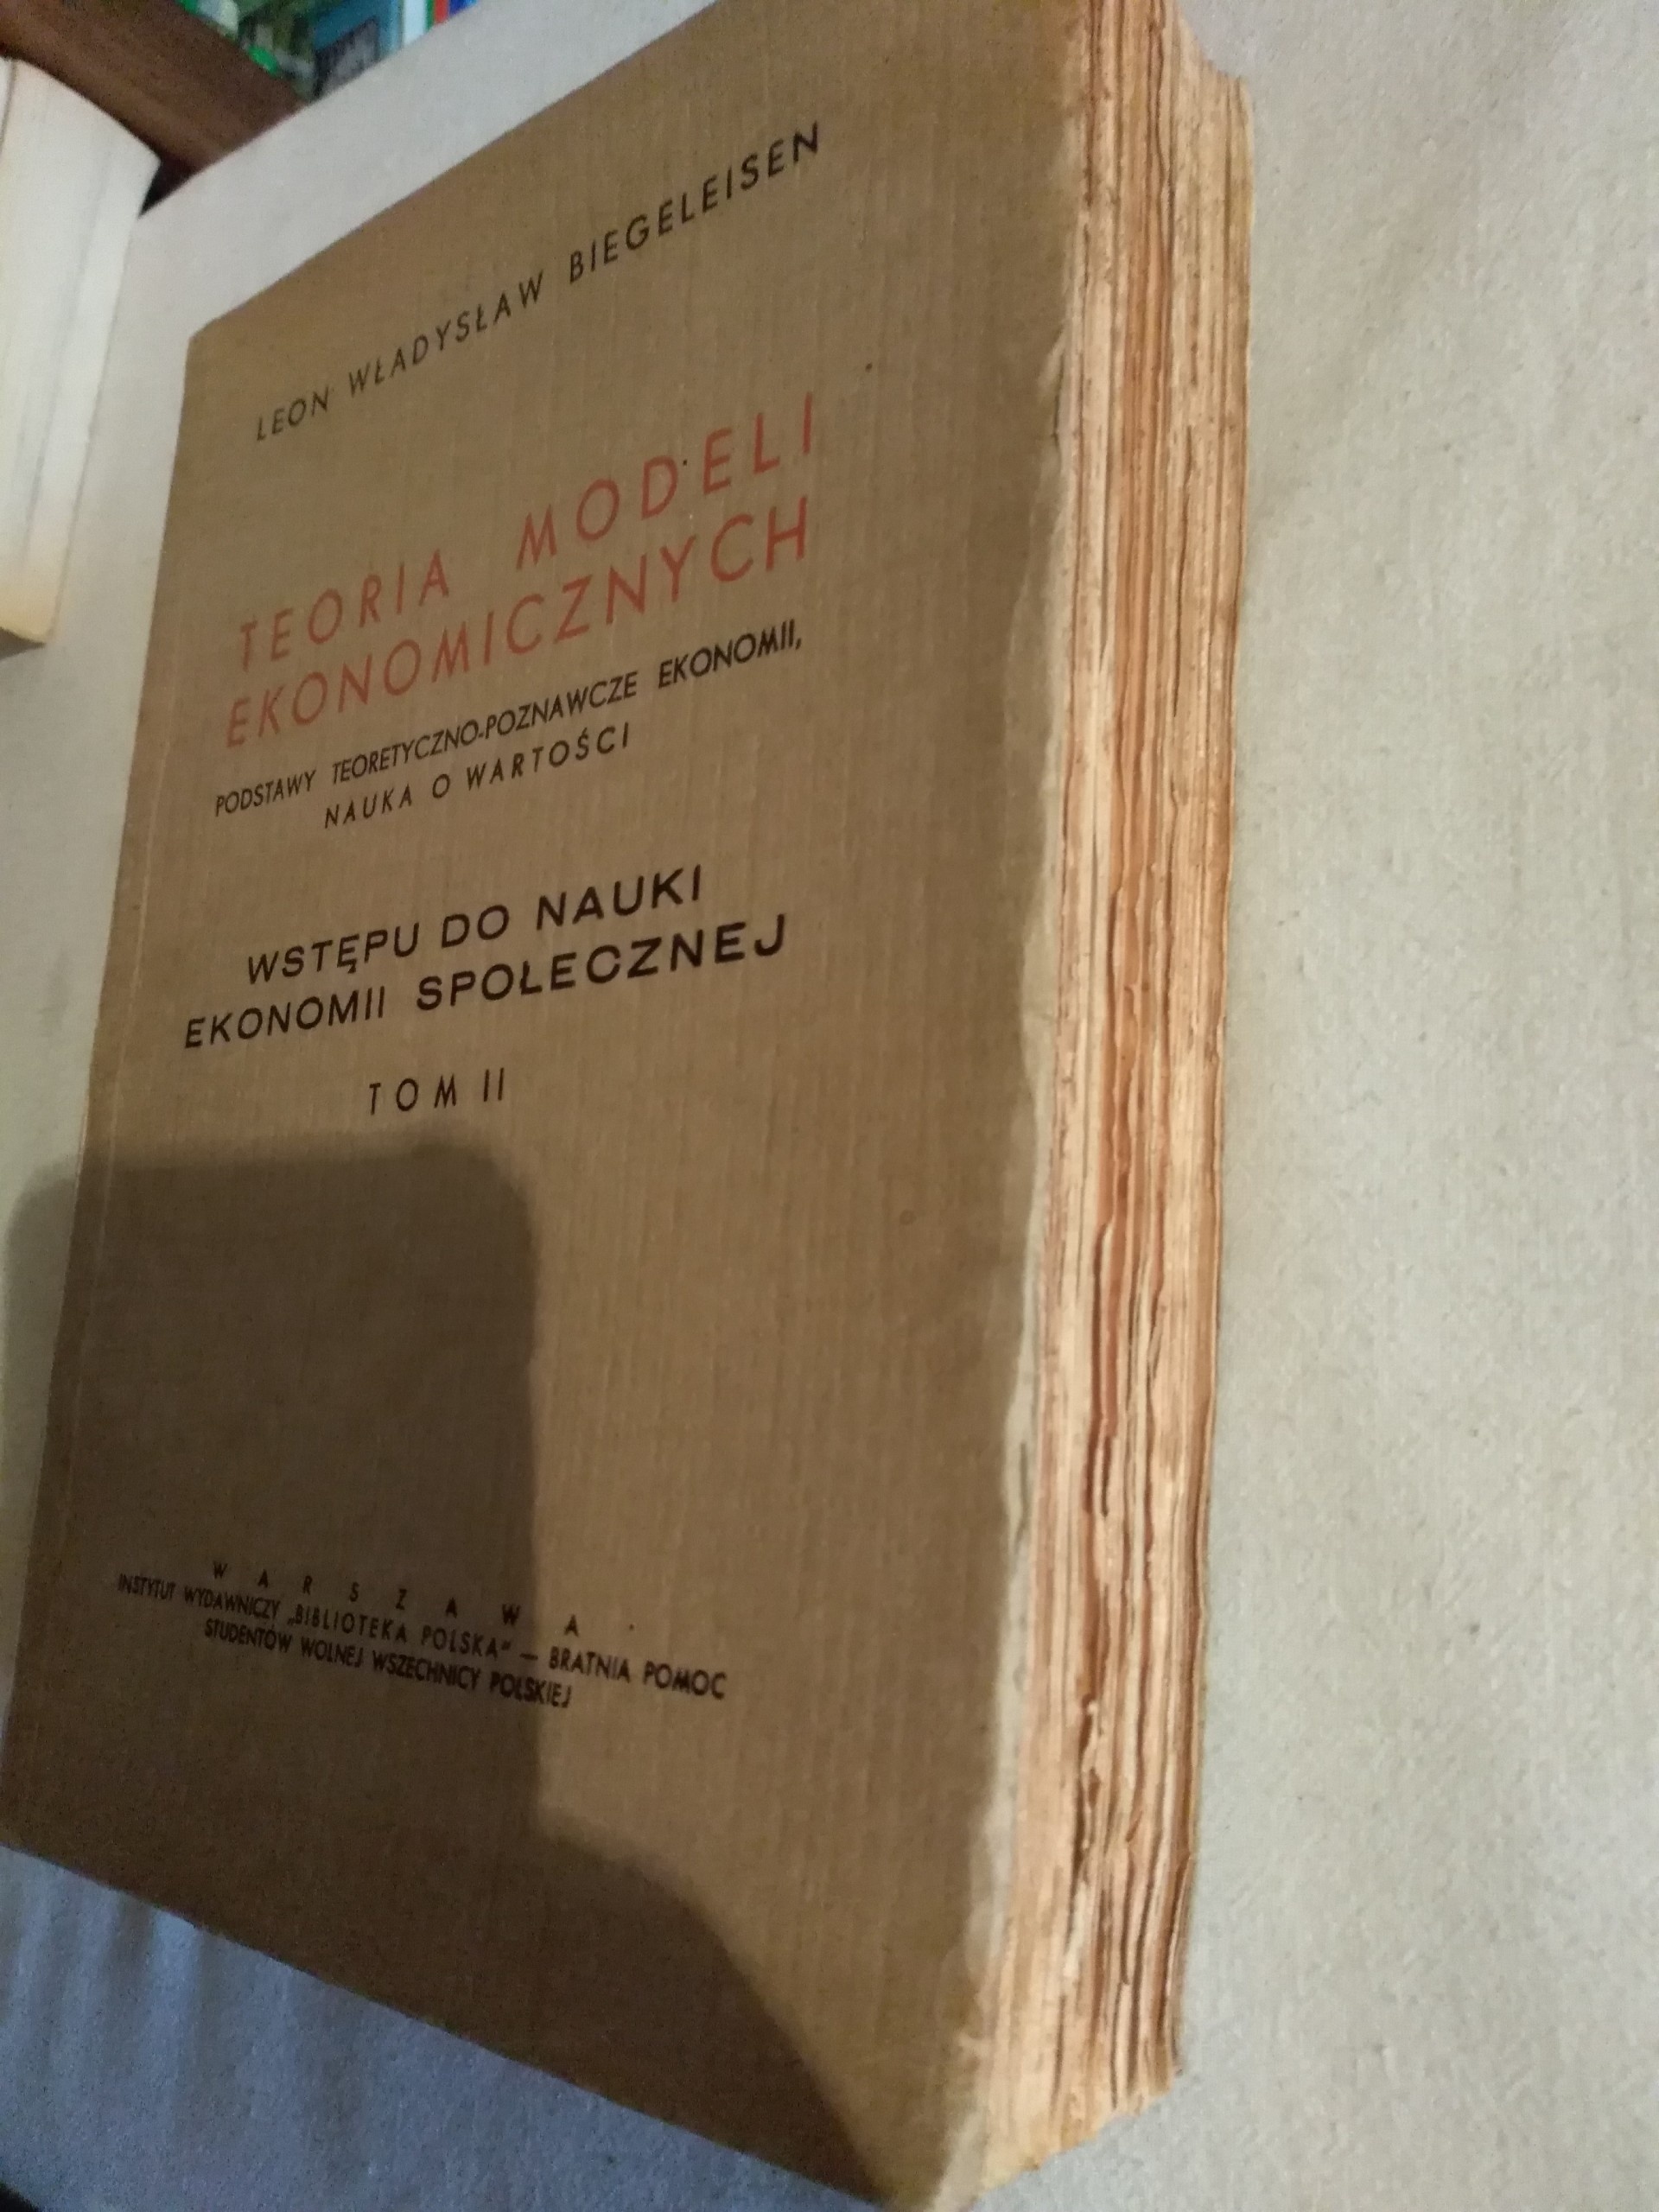 LEON WŁADYSŁAW BIEGELEISEN
TEORIA MODELI
EKONOMICZNYCH
PODSTAWY TEORETYCZNO-POZNAWCZE EKONOMII,
NAUKA O WARTOŚCI
WSTĘPU DO NAUKI
EKONOMII SPOŁECZNEJ
TOM II
WARSZAWA
INSTYTUT WYDAWNICZY „BIBLIOTEKA POLSKA“ — BRATNIA POMOC
STUDENTÓW WOLNEJ WSZECHNICY POLSKIEJ